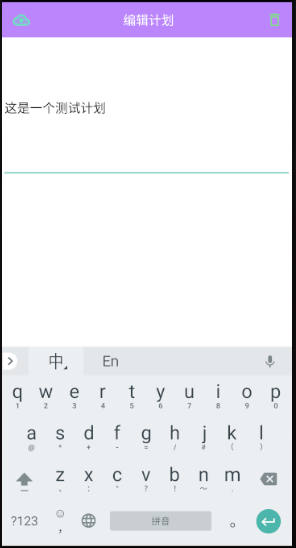 编辑计划
这是一个测试计划
中 En
q w e r t y u i o p
1 2 3 4 5 6 7 8 9 0
a s d f g h j k l
@ * + - = / # ( )
z x c v b n m
、 : " ? ! ~ .
?123 ， 拼音 。